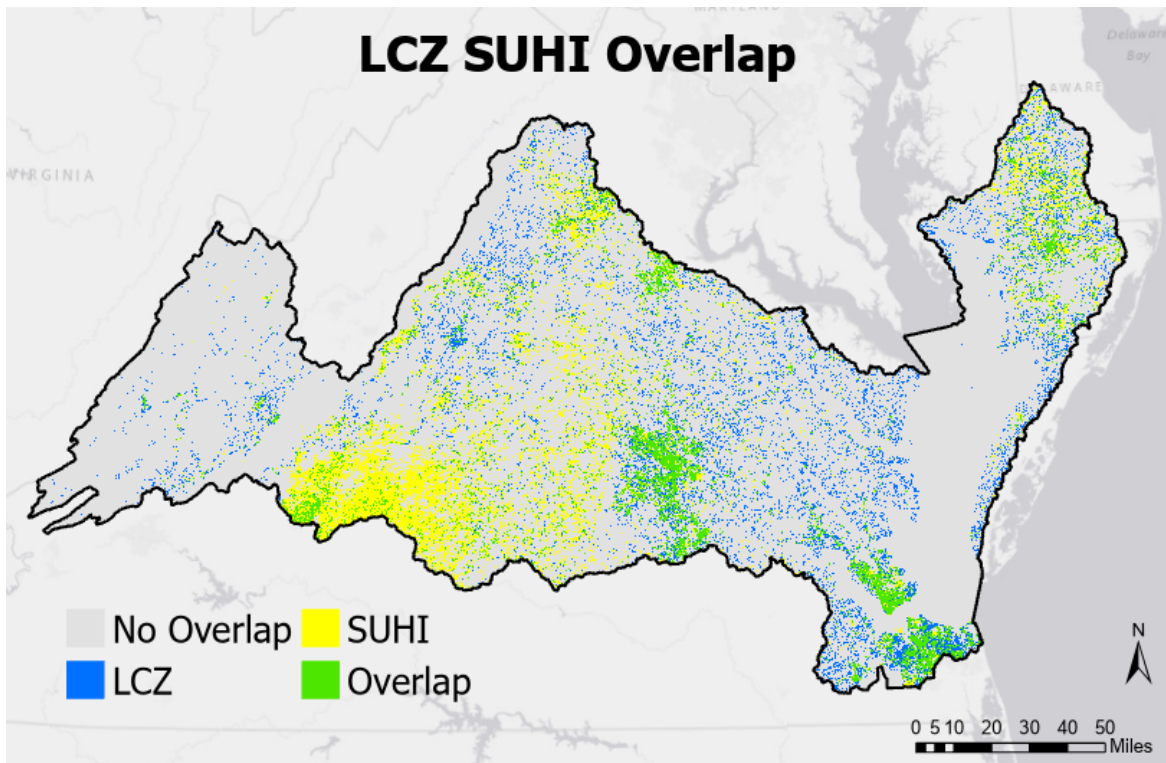 MARYLAND
LCZ SUHI Overlap
Delaware
Bay
DELAWARE
VIRGINIA
No Overlap
SUHI
LCZ
Overlap
N
0 5 10 20 30 40 50
Miles